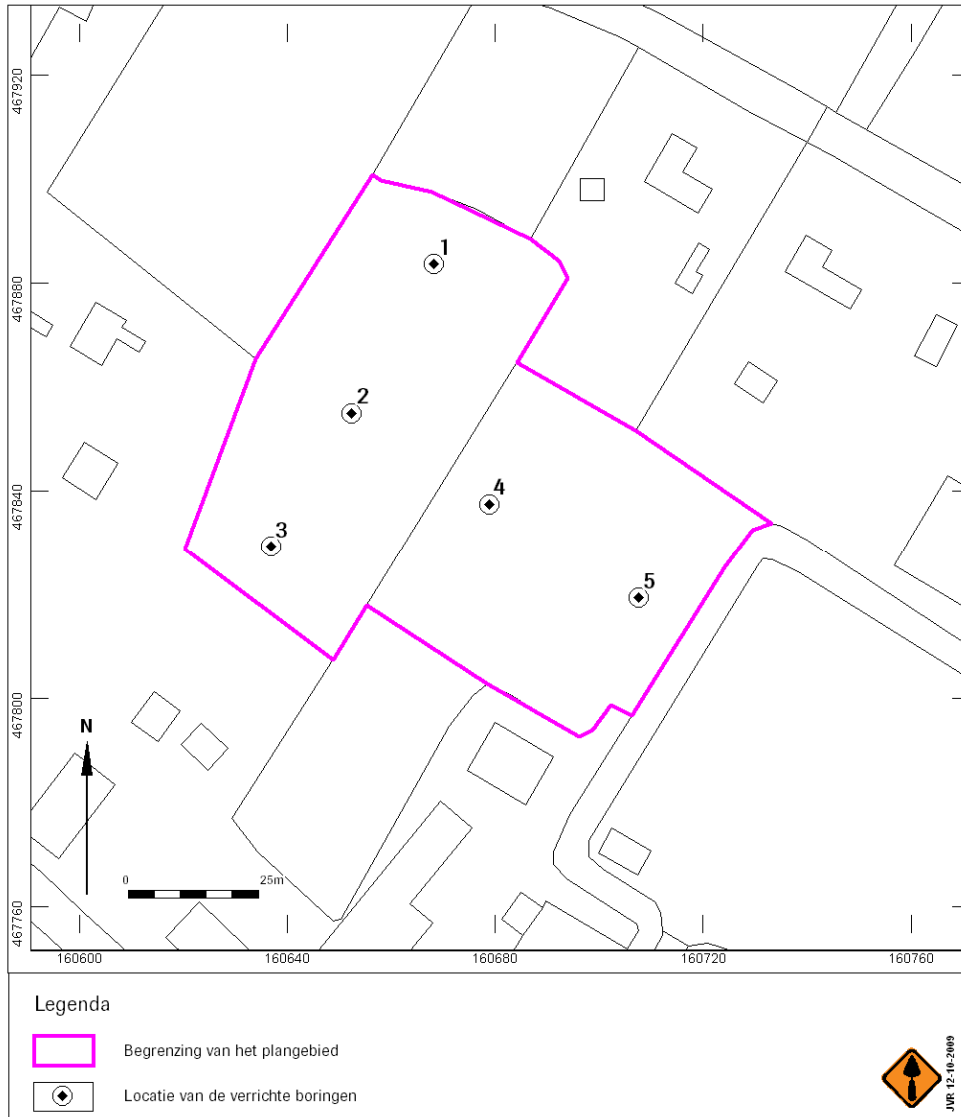 467920
467880
467840
467800
467760
1
2
3
4
5
N
0 25m
160600 160640 160680 160720 160760
Legenda
Begrenzing van het plangebied
Locatie van de verrichte boringen
JVR 12-10-2009